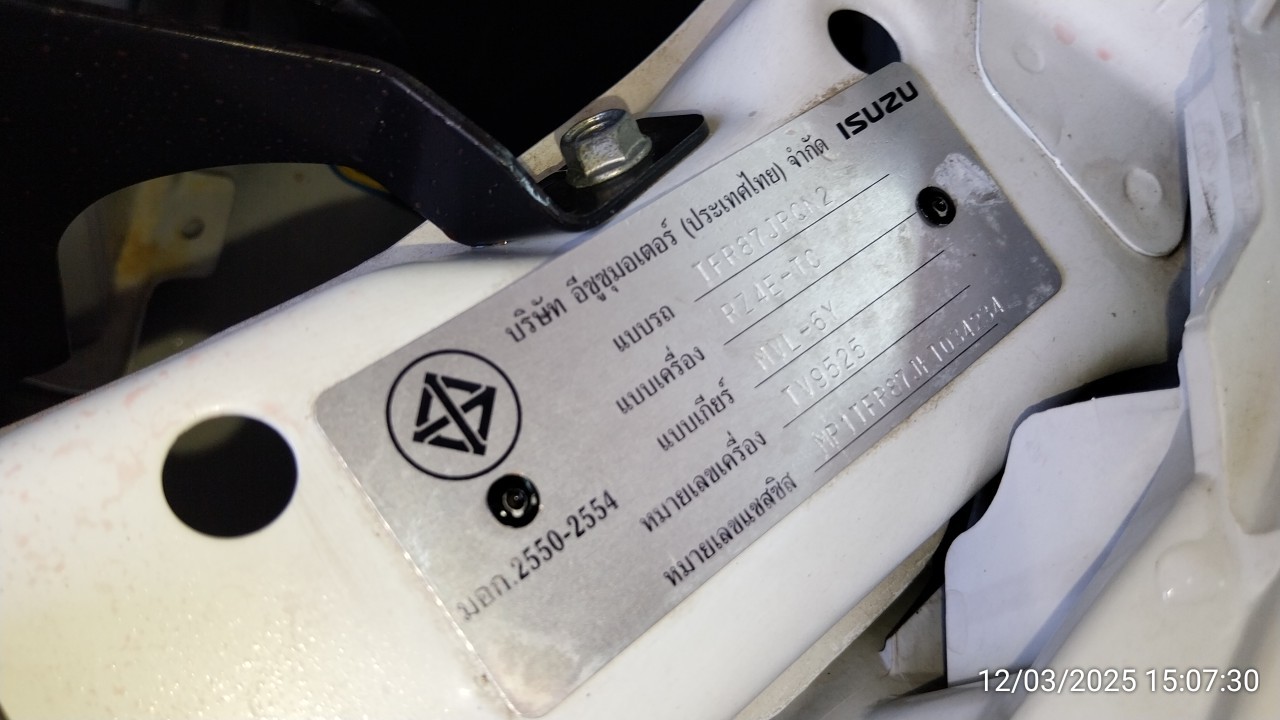 บริษัท อีซูซุมอเตอร์ (ประเทศไทย) จำกัด ISUZU
แบบรถ
แบบเครื่อง RZ4E-TC
แบบเกียร์ MVL-6Y
หมายเลขเครื่อง TV9525
หมายเลขแชสซิส
มอก.2550-2554
12/03/2025 15:07:30